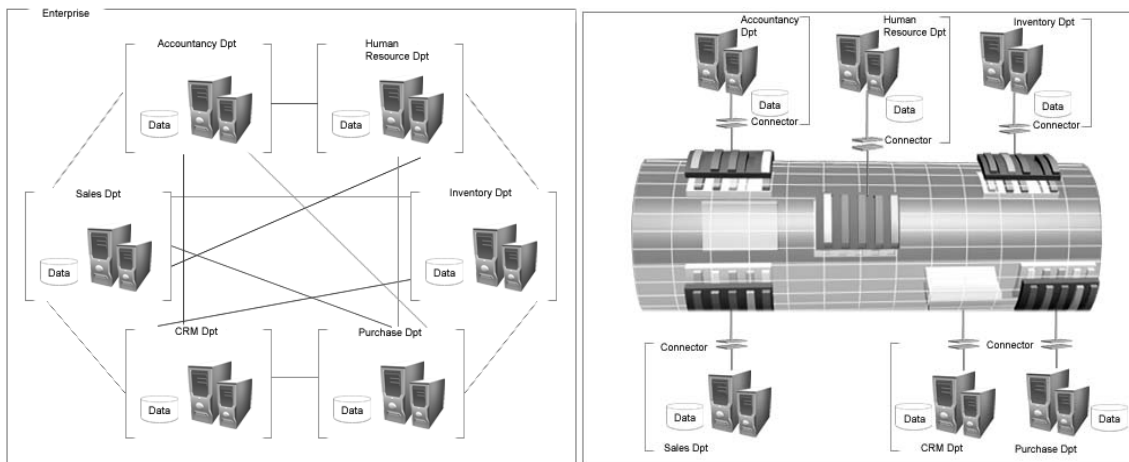 Enterprise
Accountancy Dpt
Human
Resource Dpt
Data
Data
Sales Dpt
Inventory Dpt
Data
Data
CRM Dpt
Purchase Dpt
Data
Data
Accountancy
Dpt
Human
Resource Dpt
Inventory Dpt
Data
Data
Data
Connector
Connector
Connector
Connector
Connector
Data
Data
Data
Sales Dpt
CRM Dpt
Purchase Dpt